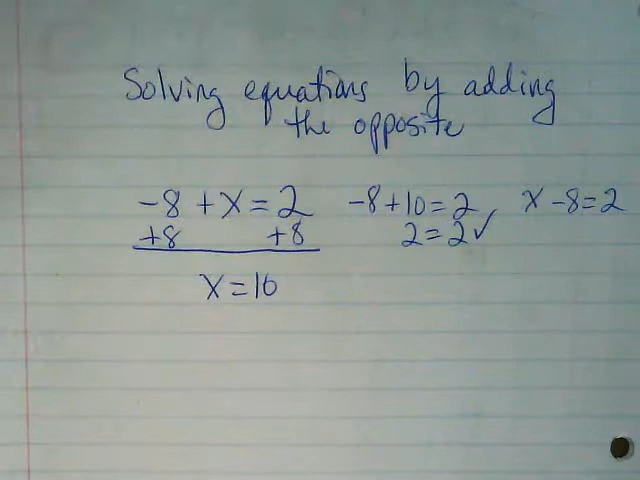 Solving equations by adding
the opposite
-8 + x = 2
+8 +8
x = 10
-8 + 10 = 2
2 = 2 ✓
x - 8 = 2